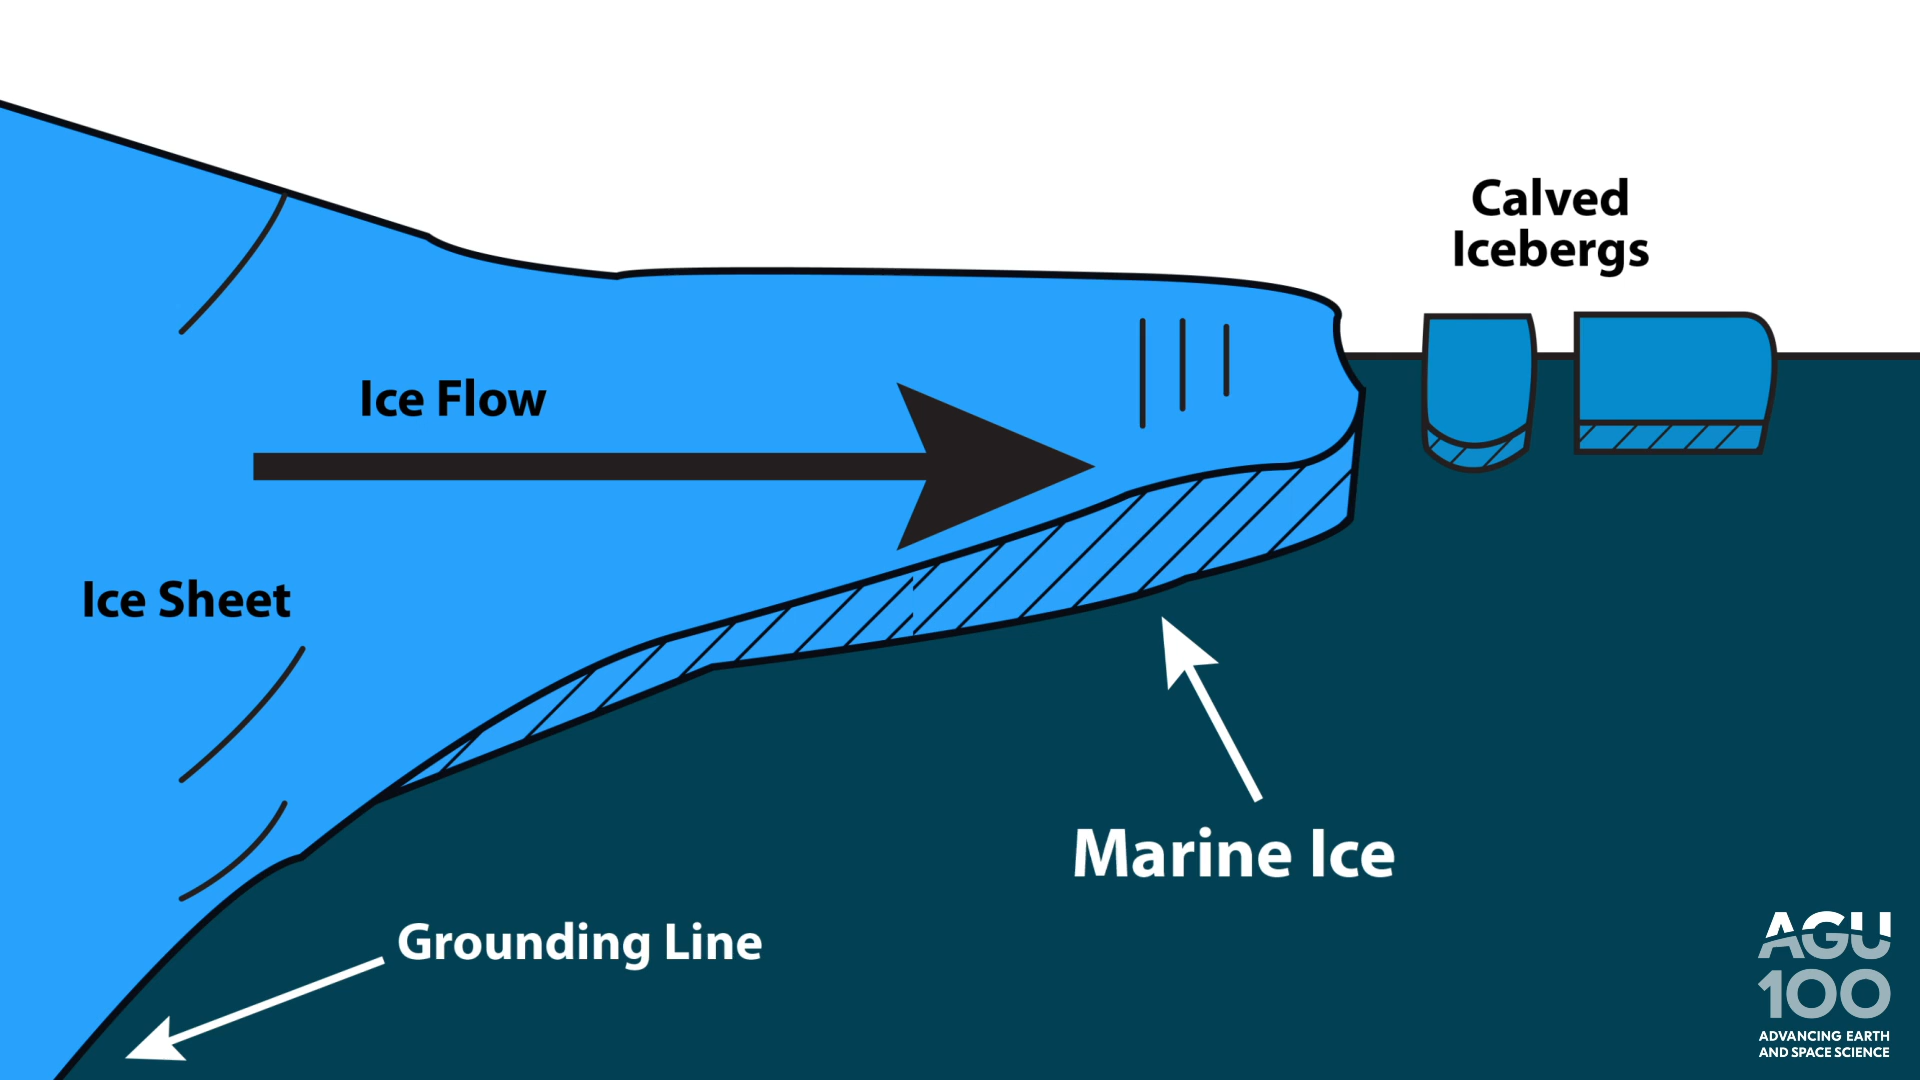 Calved
Icebergs
Ice Flow
Ice Sheet
Marine Ice
Grounding Line
AGU
100
ADVANCING EARTH
AND SPACE SCIENCE